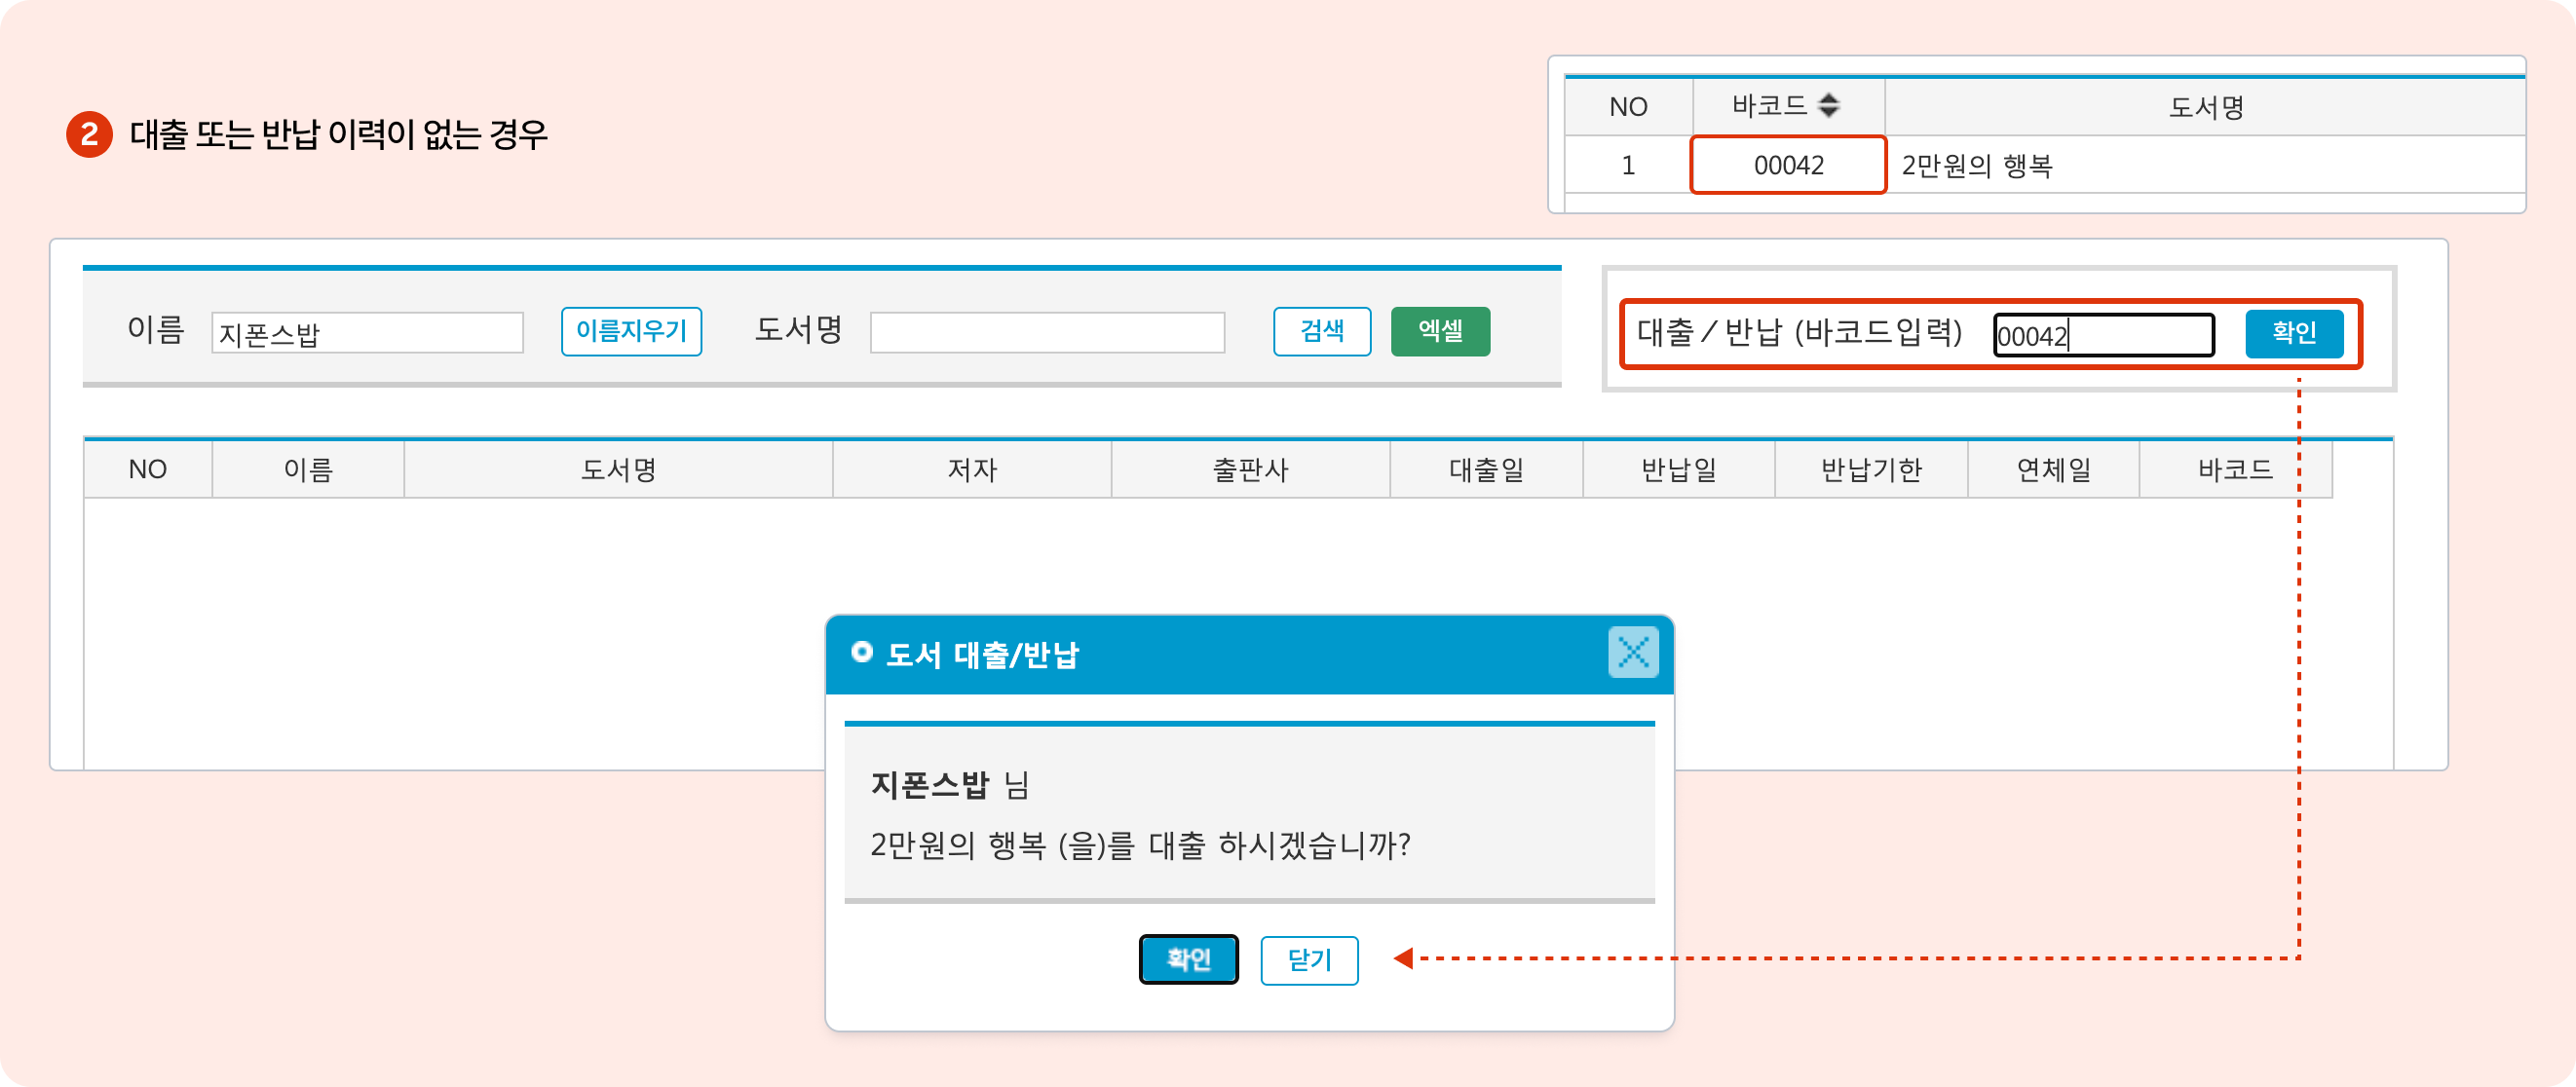 2 대출 또는 반납 이력이 없는 경우
NO 바코드 도서명
1 00042 2만원의 행복
이름 지폰스밥 이름지우기 도서명 검색 엑셀 대출 / 반납 (바코드입력) 00042 확인
NO 이름 도서명 저자 출판사 대출일 반납일 반납기한 연체일 바코드
도서 대출/반납
지폰스밥 님
2만원의 행복 (을)를 대출 하시겠습니까?
확인 닫기